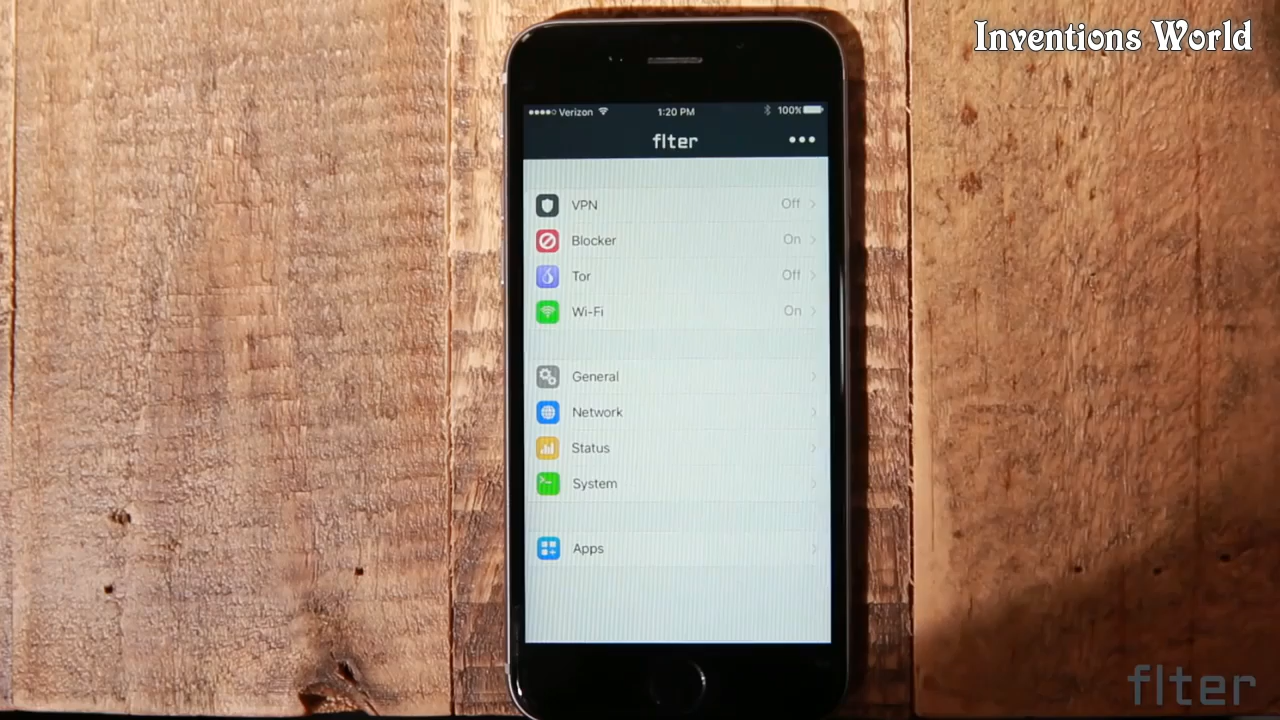 Inventions World
Verizon 1:20 PM 100%
flter
VPN Off
Blocker On
Tor Off
Wi-Fi On
General
Network
Status
System
Apps
flter